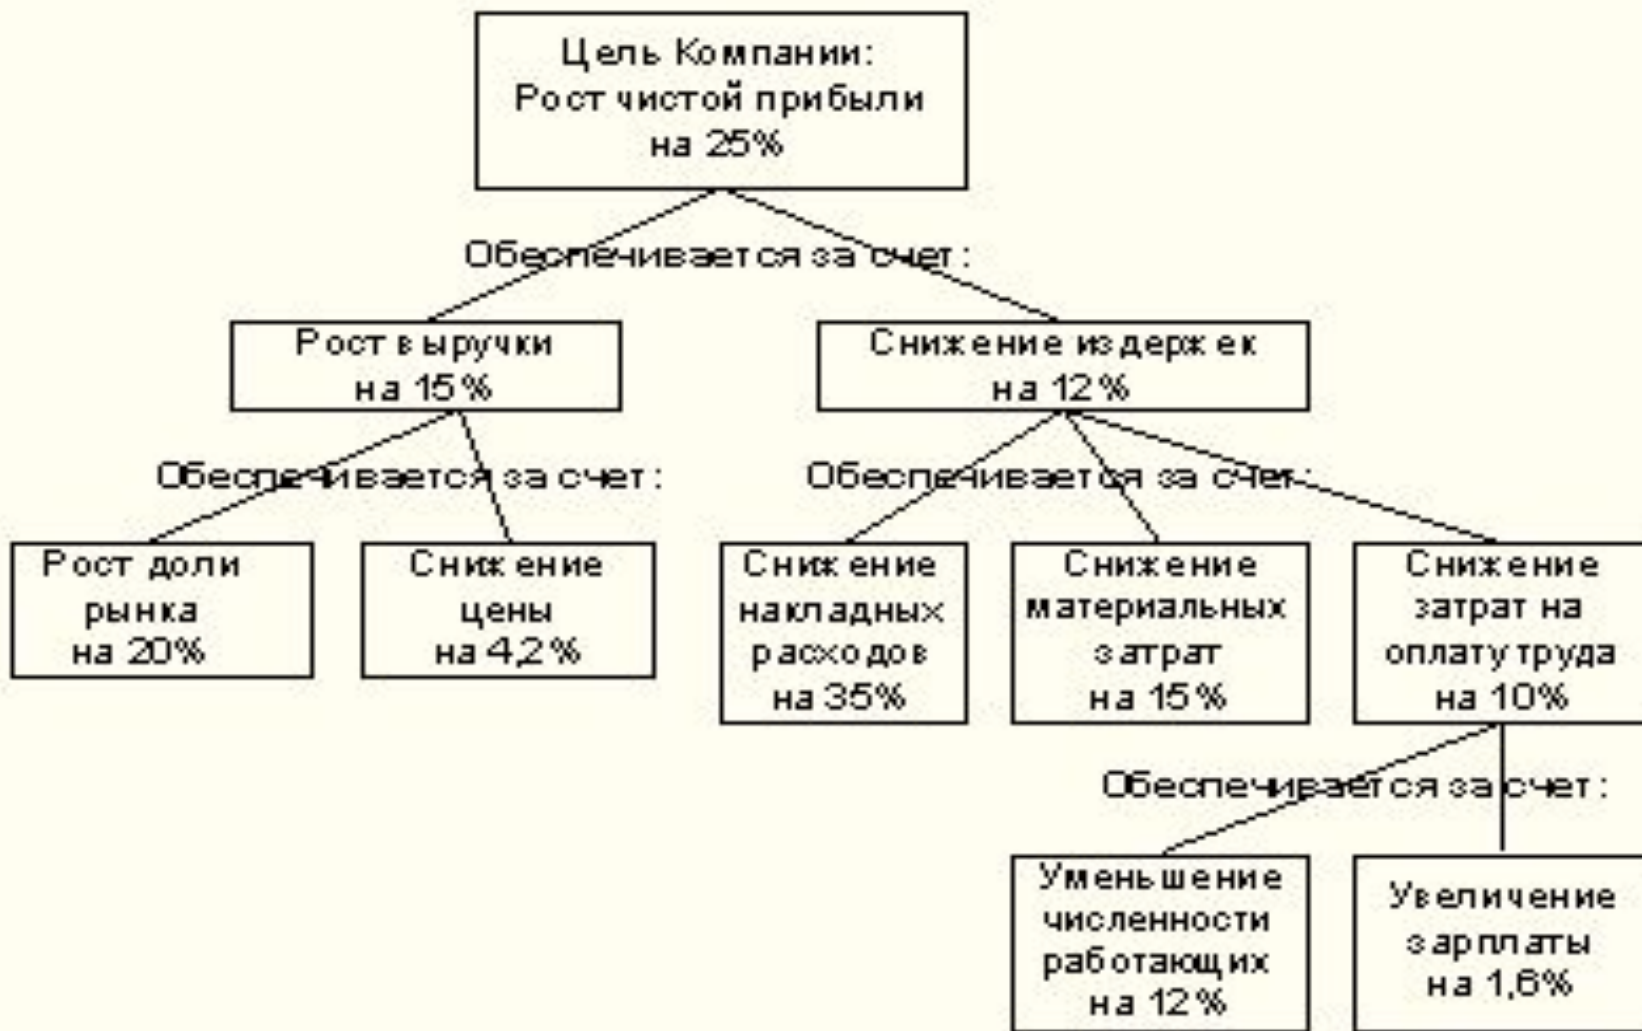 Цель Компании:
Рост чистой прибыли
на 25%
Обеспечивается за счет:
Рост выручки
на 15%
Снижение издержек
на 12%
Обеспечивается за счет:
Обеспечивается за счет:
Рост доли
рынка
на 20%
Снижение
цены
на 4,2%
Снижение
накладных
расходов
на 35%
Снижение
материальных
затрат
на 15%
Снижение
затрат на
оплату труда
на 10%
Обеспечивается за счет:
Уменьшение
численности
работающих
на 12%
Увеличение
зарплаты
на 1,6%